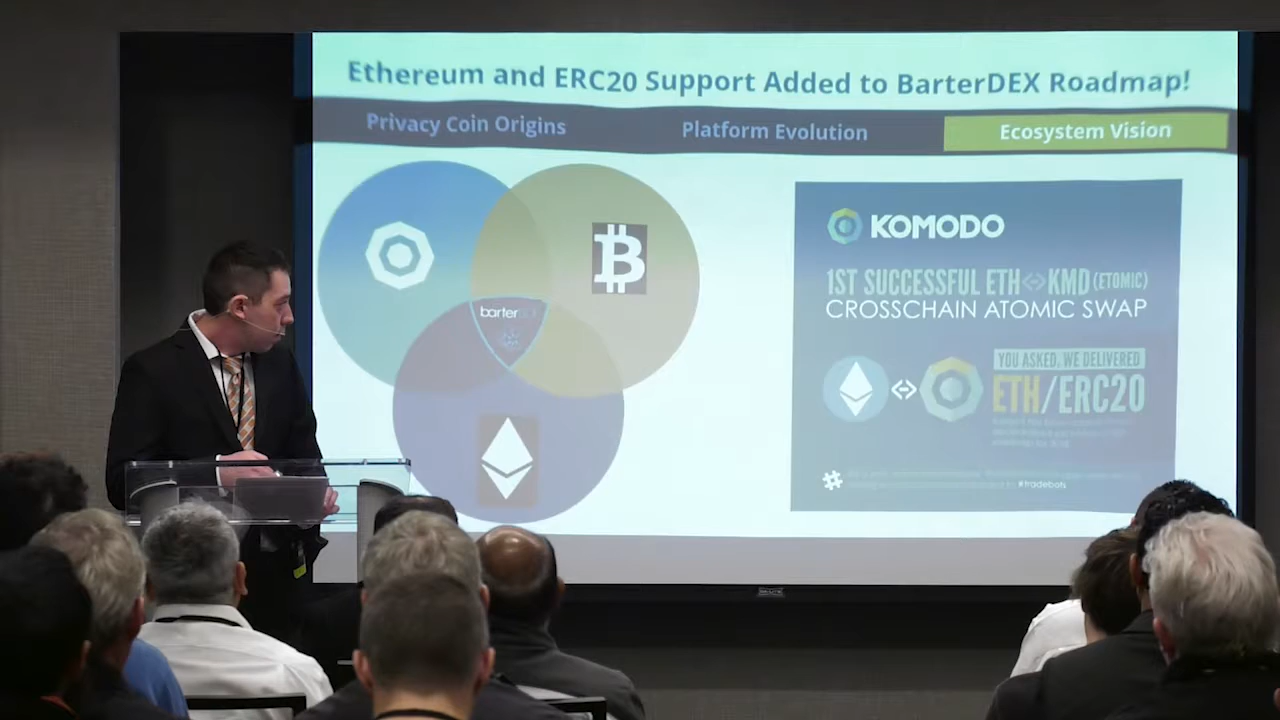 Ethereum and ERC20 Support Added to BarterDEX Roadmap!
Privacy Coin Origins
Platform Evolution
Ecosystem Vision
barter
KOMODO
1ST SUCCESSFUL ETH<->KMD (ETOMIC)
CROSSCHAIN ATOMIC SWAP
YOU ASKED. WE DELIVERED
ETH/ERC20
#tradebots